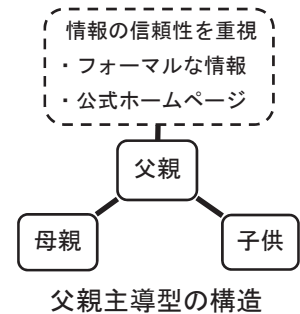 情報の信頼性を重視
・フォーマルな情報
・公式ホームページ
父親
母親
子供
父親主導型の構造